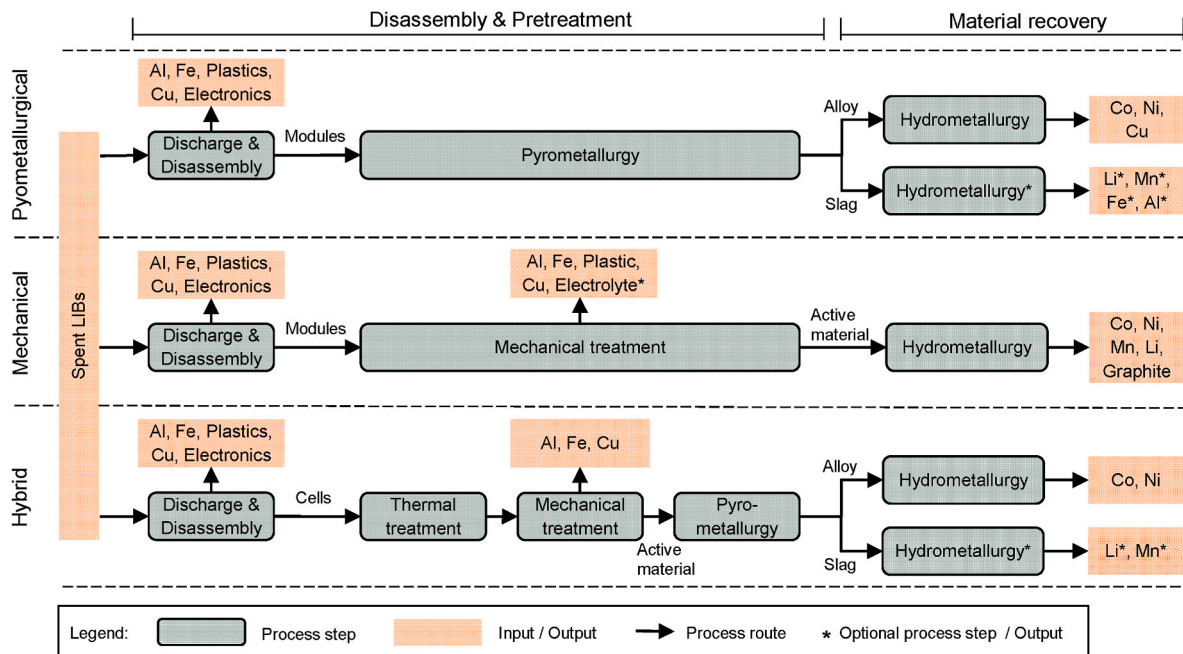 Disassembly & Pretreatment
Material recovery
Pyometallurgical
Al, Fe, Plastics,
Cu, Electronics
Discharge &
Disassembly
Modules
Pyrometallurgy
Alloy
Hydrometallurgy
Co, Ni,
Cu
Slag
Hydrometallurgy*
Li*, Mn*,
Fe*, Al*
Spent LIBs
Mechanical
Al, Fe, Plastics,
Cu, Electronics
Discharge &
Disassembly
Modules
Al, Fe, Plastic,
Cu, Electrolyte*
Mechanical treatment
Active
material
Hydrometallurgy
Co, Ni,
Mn, Li,
Graphite
Hybrid
Al, Fe, Plastics,
Cu, Electronics
Discharge &
Disassembly
Cells
Thermal
treatment
Al, Fe, Cu
Mechanical
treatment
Active
material
Pyro-
metallurgy
Alloy
Hydrometallurgy
Co, Ni
Slag
Hydrometallurgy*
Li*, Mn*
Legend:
Process step
Input / Output
Process route
* Optional process step / Output